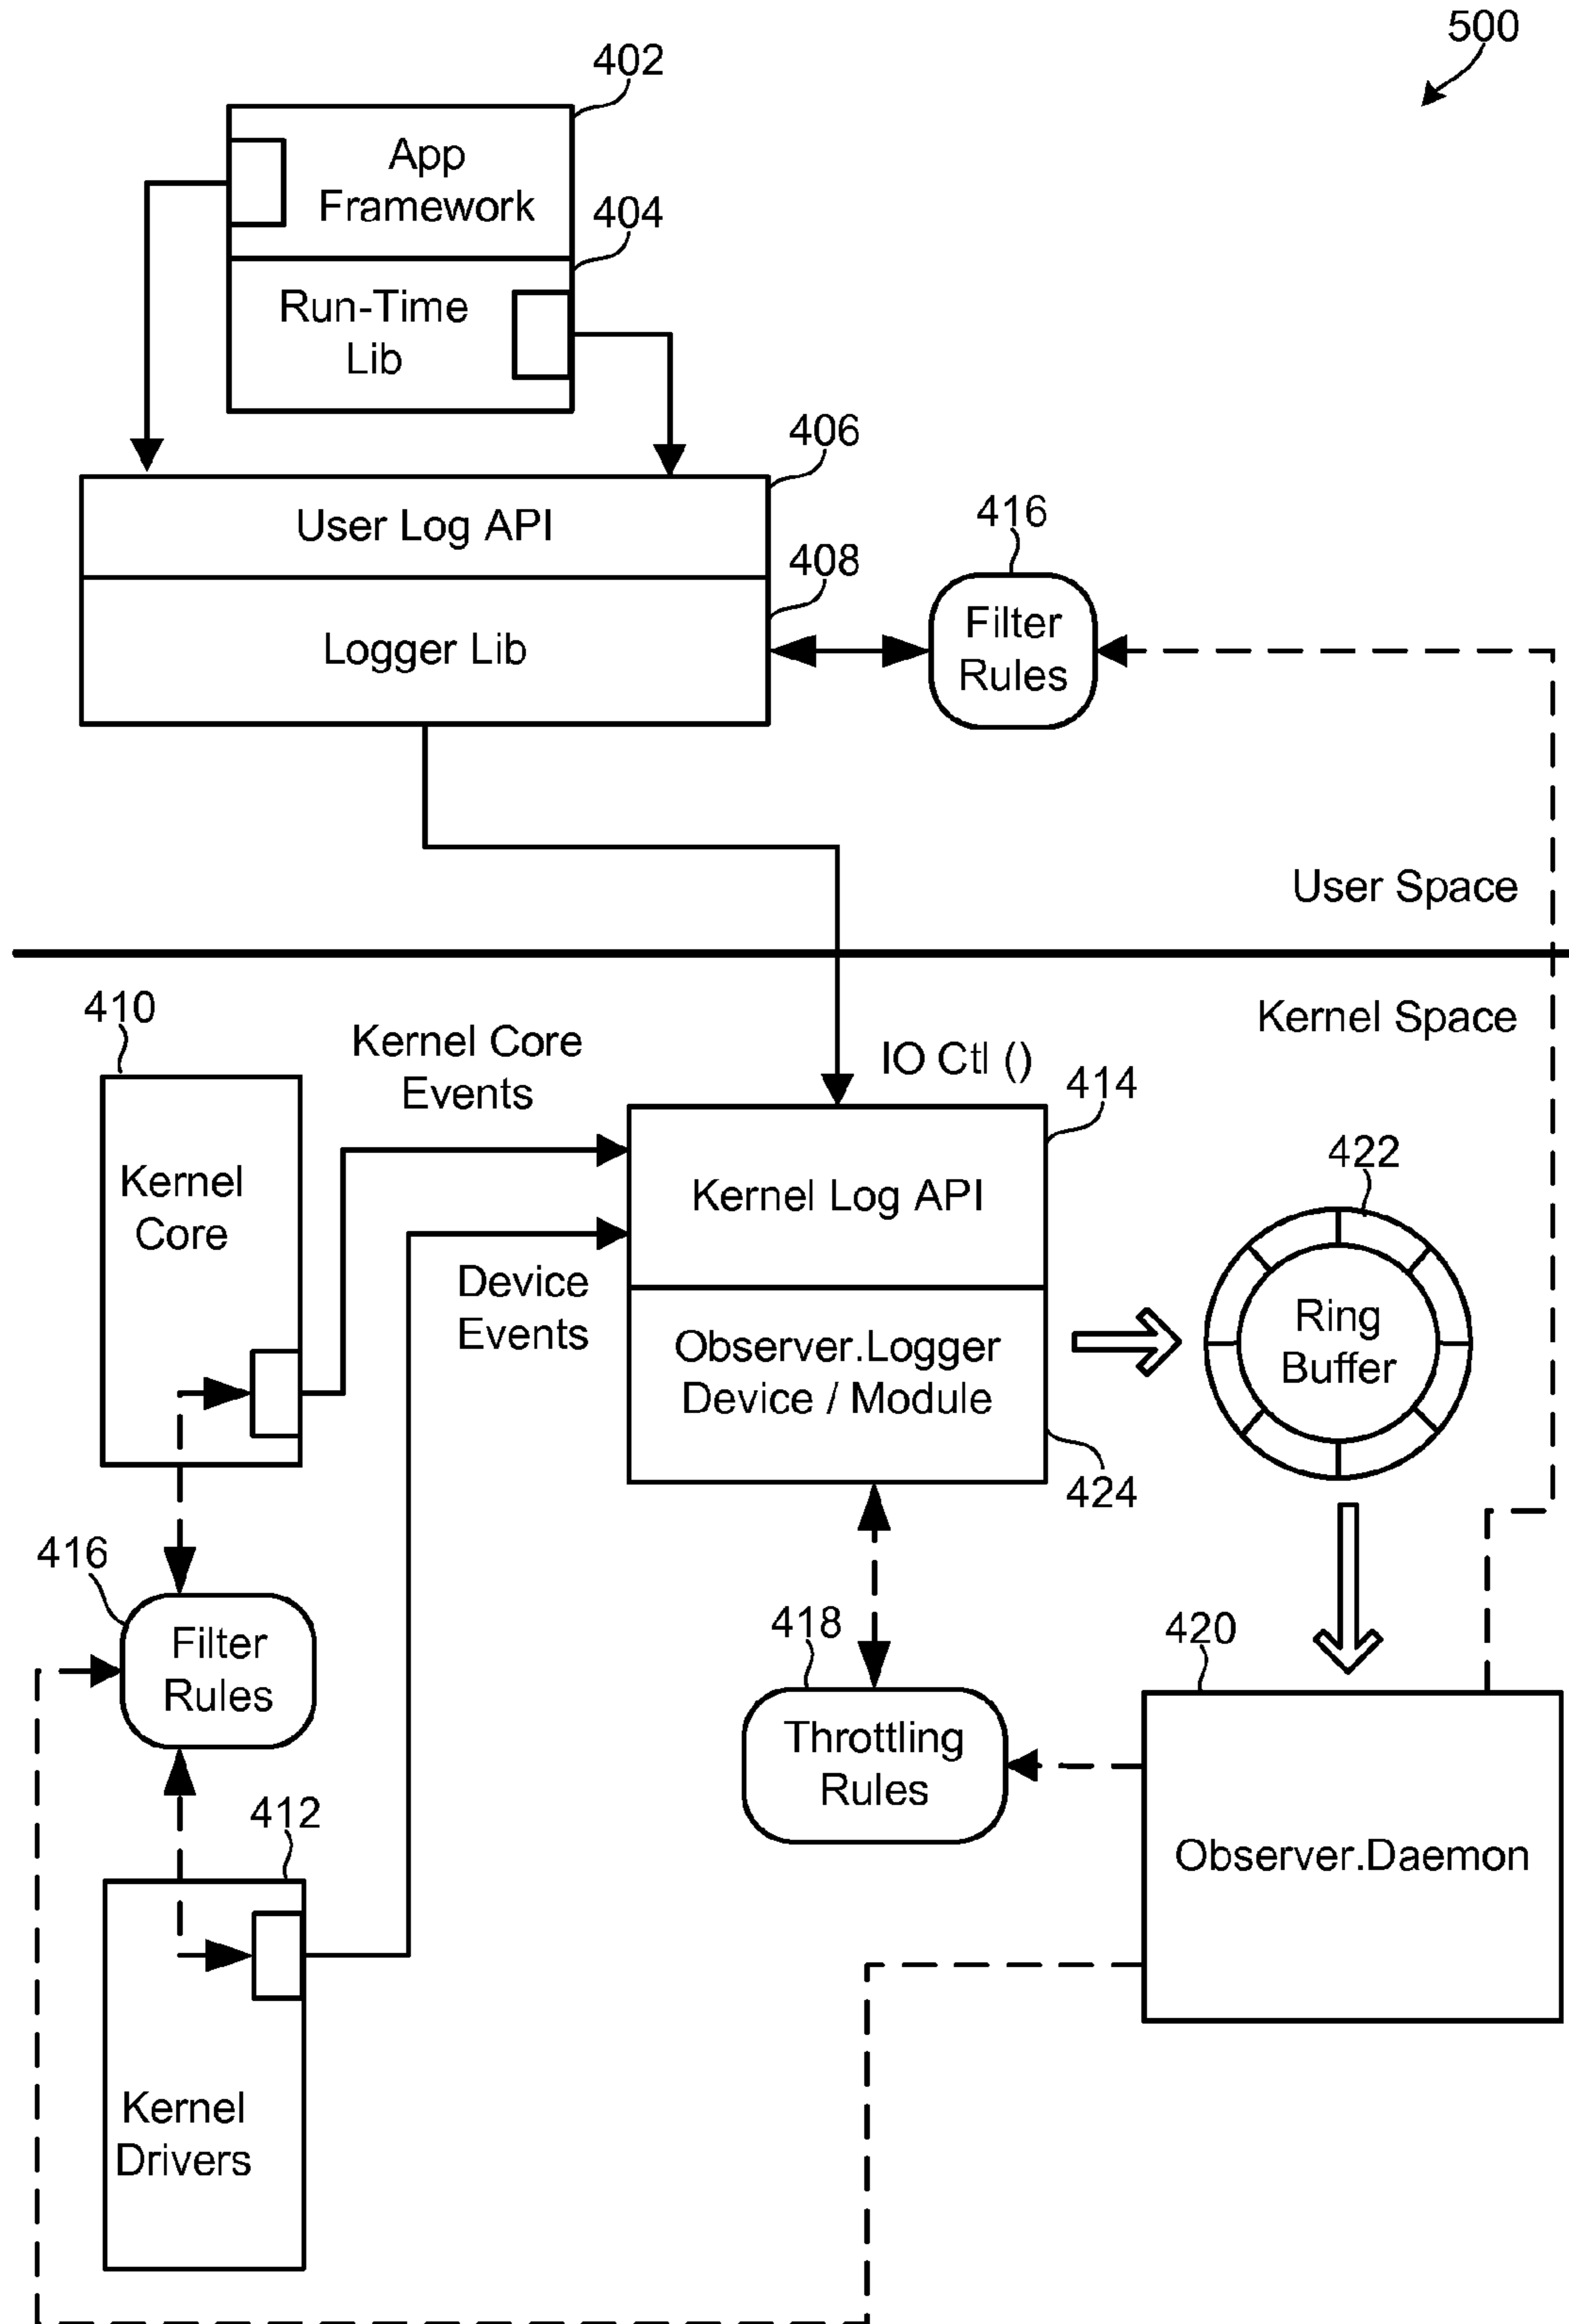 500
402
App
Framework
404
Run-Time
Lib
406
User Log API
416
408
Filter
Rules
Logger Lib
User Space
410
Kernel Space
Kernel Core
Events
IO Ctl ()
414
422
Kernel
Core
Kernel Log API
Device
Events
Ring
Buffer
Observer.Logger
Device / Module
424
416
418
420
Filter
Rules
Throttling
Rules
412
Observer.Daemon
Kernel
Drivers